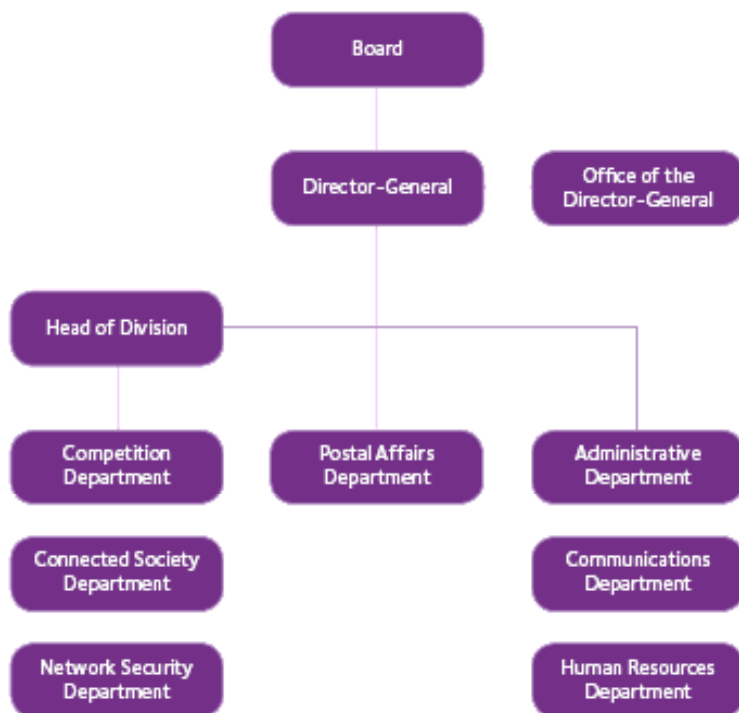 Board
Director-General
Office of the
Director-General
Head of Division
Competition
Department
Postal Affairs
Department
Administrative
Department
Connected Society
Department
Communications
Department
Network Security
Department
Human Resources
Department